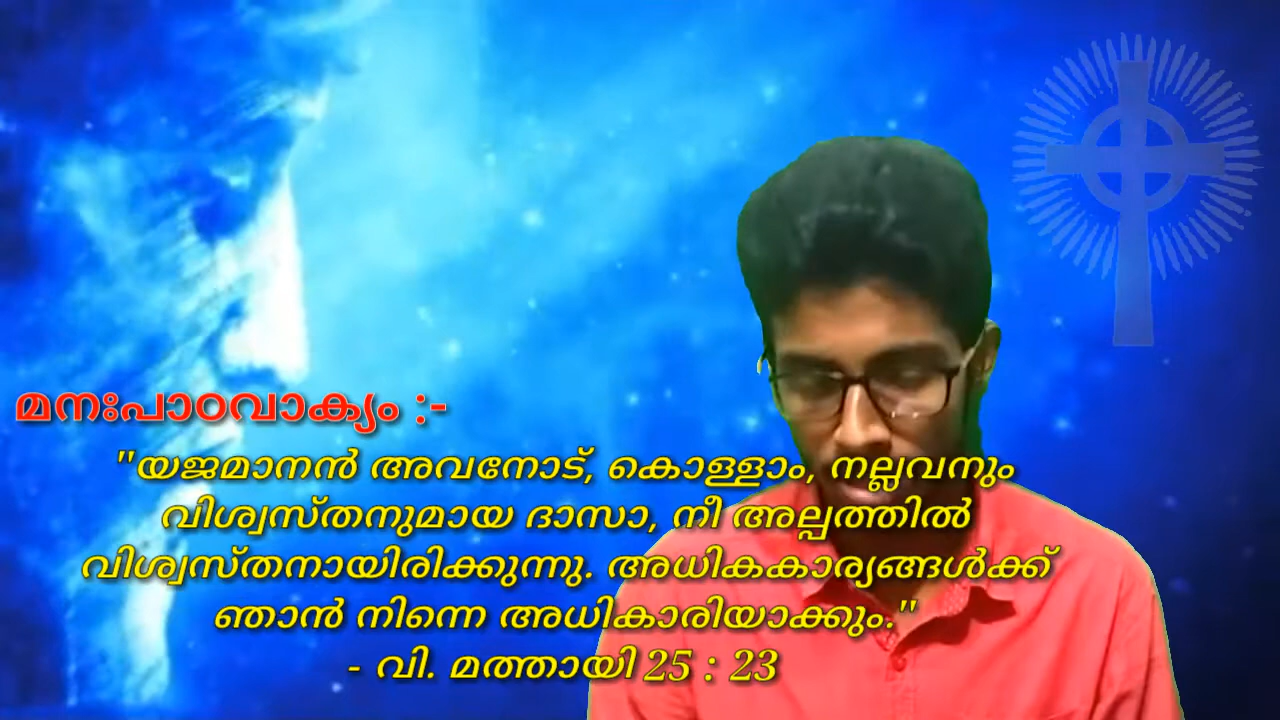 മനഃപാഠവാക്യം :-
"യജമാനൻ അവനോട്, കൊള്ളാം, നല്ലവനും
വിശ്വസ്തനുമായ ദാസാ, നീ അല്പത്തിൽ
വിശ്വസ്തനായിരിക്കുന്നു. അധികകാര്യങ്ങൾക്ക്
ഞാൻ നിന്നെ അധികാരിയാക്കും."
- വി. മത്തായി 25 : 23